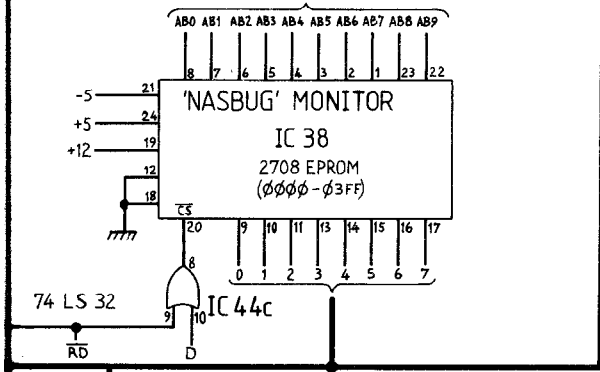 AB0 AB1 AB2 AB3 AB4 AB5 AB6 AB7 AB8 AB9
8 7 6 5 4 3 2 1 23 22
-5 21
'NASBUG' MONITOR
+5 24
IC 38
+12 19
2708 EPROM
12
(0000-03FF)
18
CS
20 9 10 11 13 14 15 16 17
8
0 1 2 3 4 5 6 7
74 LS 32
IC 44c
9 10
RD
D